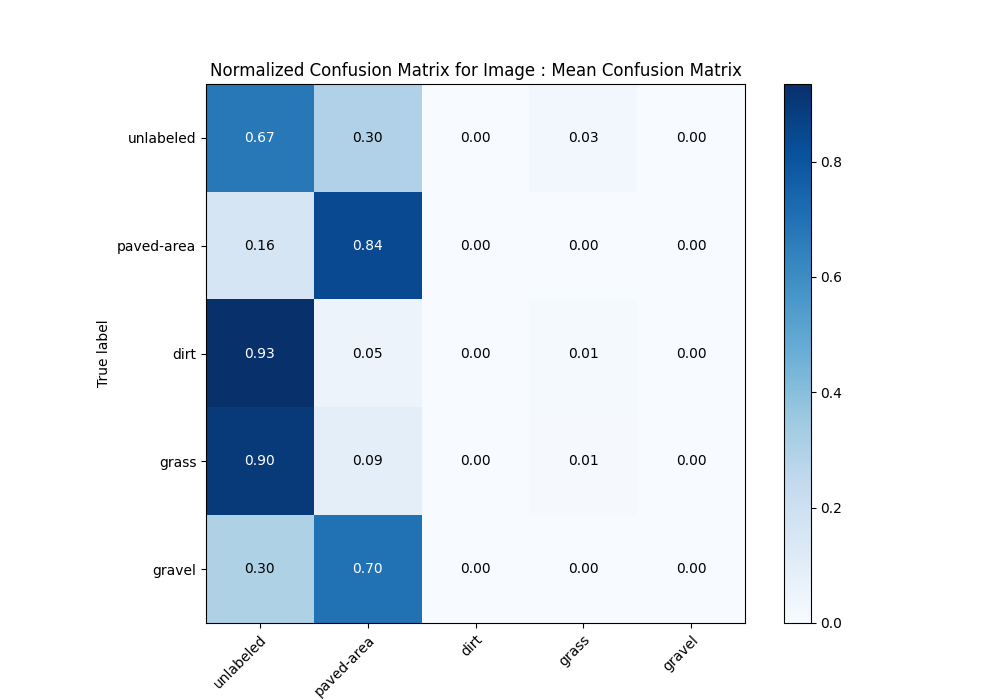 Normalized Confusion Matrix for Image : Mean Confusion Matrix
unlabeled 0.67 0.30 0.00 0.03 0.00
paved-area 0.16 0.84 0.00 0.00 0.00
dirt 0.93 0.05 0.00 0.01 0.00
grass 0.90 0.09 0.00 0.01 0.00
gravel 0.30 0.70 0.00 0.00 0.00
True label
unlabeled paved-area dirt grass gravel
0.8
0.6
0.4
0.2
0.0